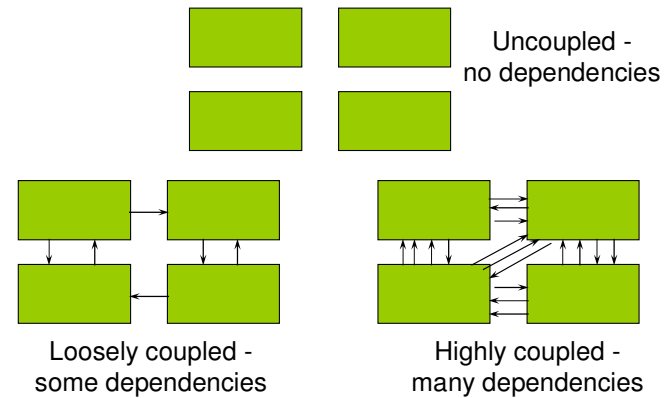 Uncoupled -
no dependencies
Loosely coupled -
some dependencies
Highly coupled -
many dependencies